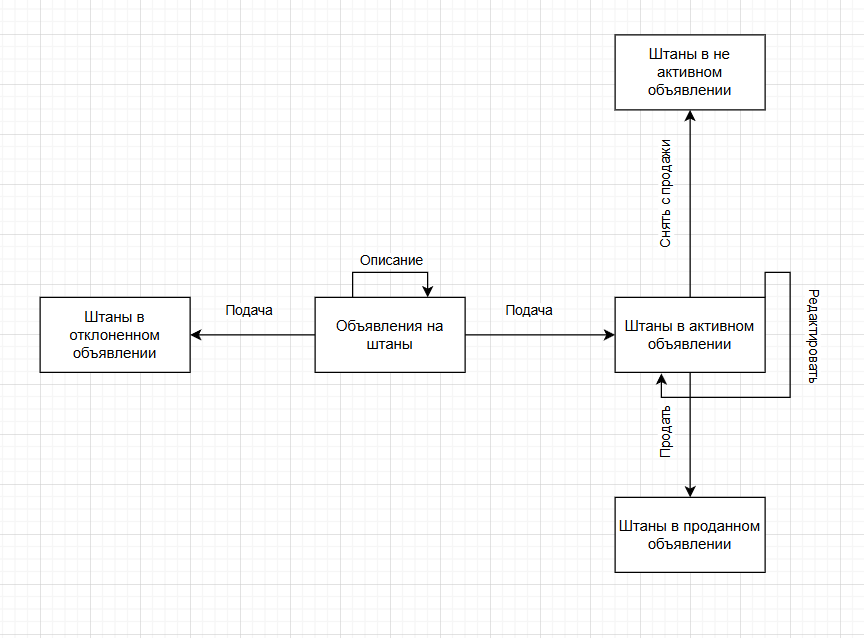 Штаны в не
активном
объявлении
Снять с продажи
Описание
Подача
Подача
Штаны в
отклоненном
объявлении
Объявления на
штаны
Штаны в активном
объявлении
Редактировать
Продать
Штаны в проданном
объявлении